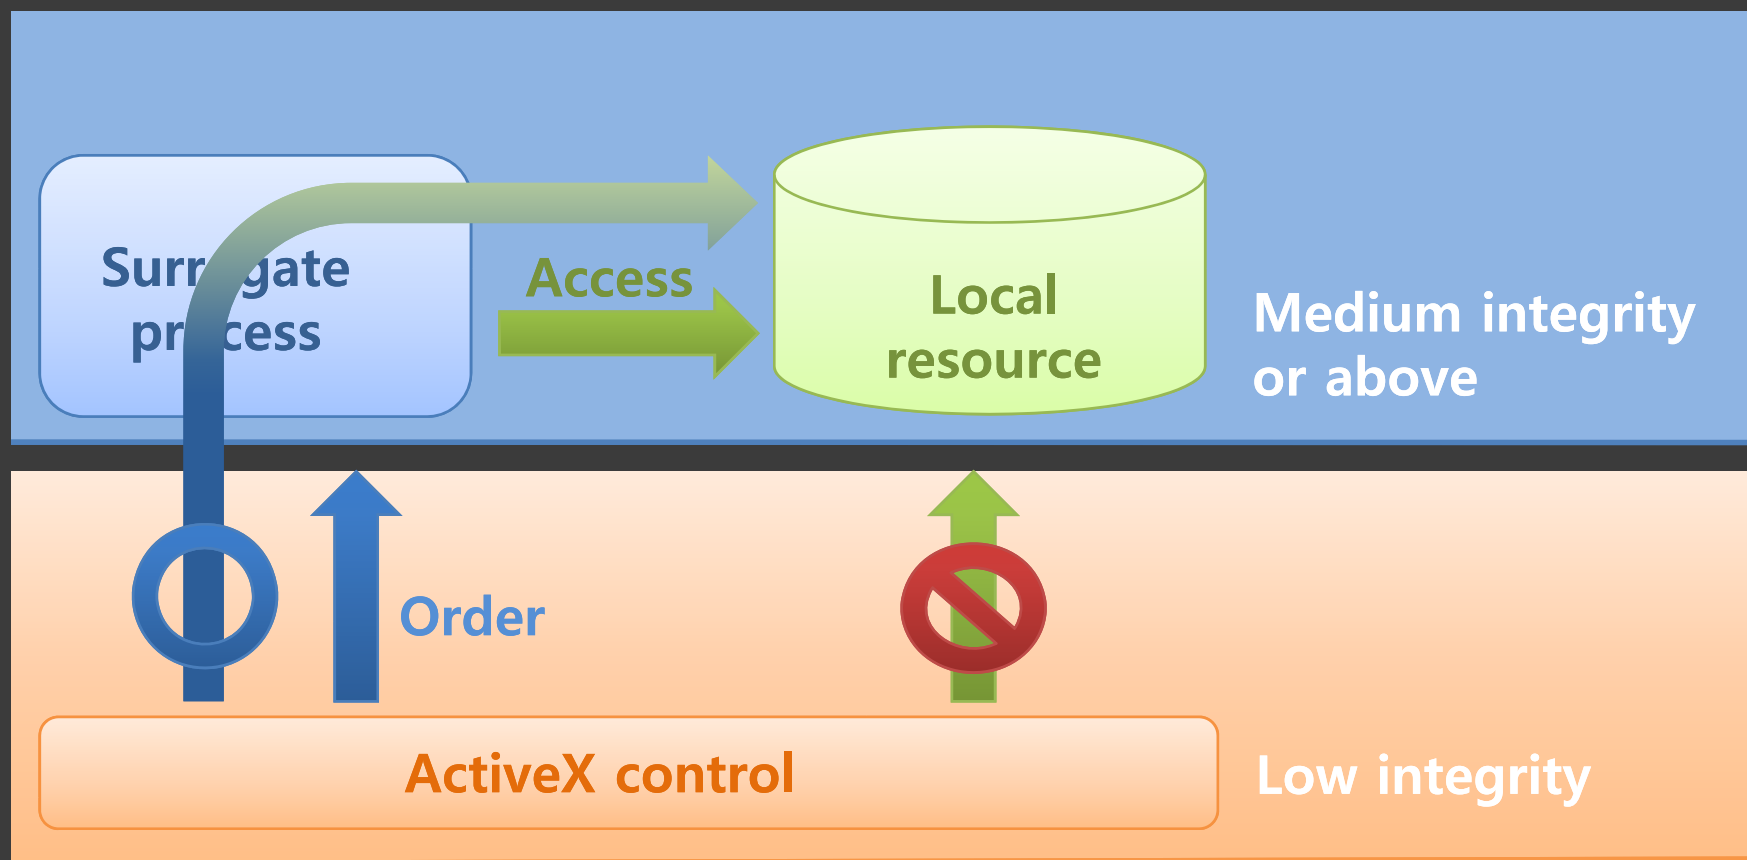 Surrogate
process
Access
Local
resource
Medium integrity
or above
Order
ActiveX control
Low integrity